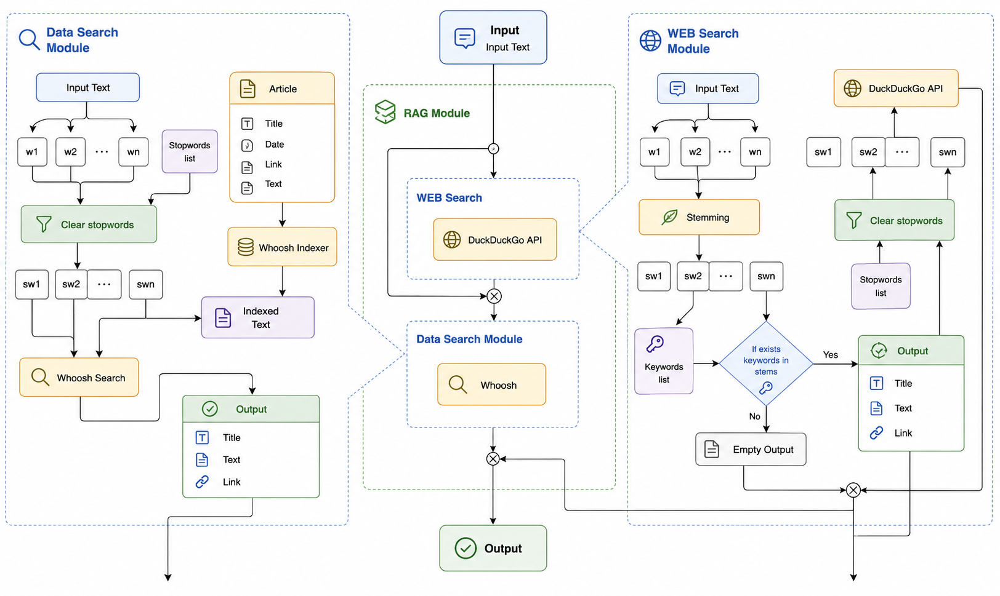 Data Search
Module
Input Text
w1
w2
...
wn
Stopwords
list
Clear stopwords
sw1
sw2
...
swn
Whoosh Search
Article
Title
Date
Link
Text
Whoosh Indexer
Indexed
Text
Output
Title
Text
Link
Input
Input Text
RAG Module
WEB Search
DuckDuckGo API
Data Search Module
Whoosh
Output
WEB Search
Module
Input Text
w1
w2
...
wn
Stemming
sw1
sw2
...
swn
Keywords
list
If exists
keywords in
stems
Yes
No
Empty Output
DuckDuckGo API
sw1
sw2
...
swn
Clear stopwords
Stopwords
list
Output
Title
Text
Link